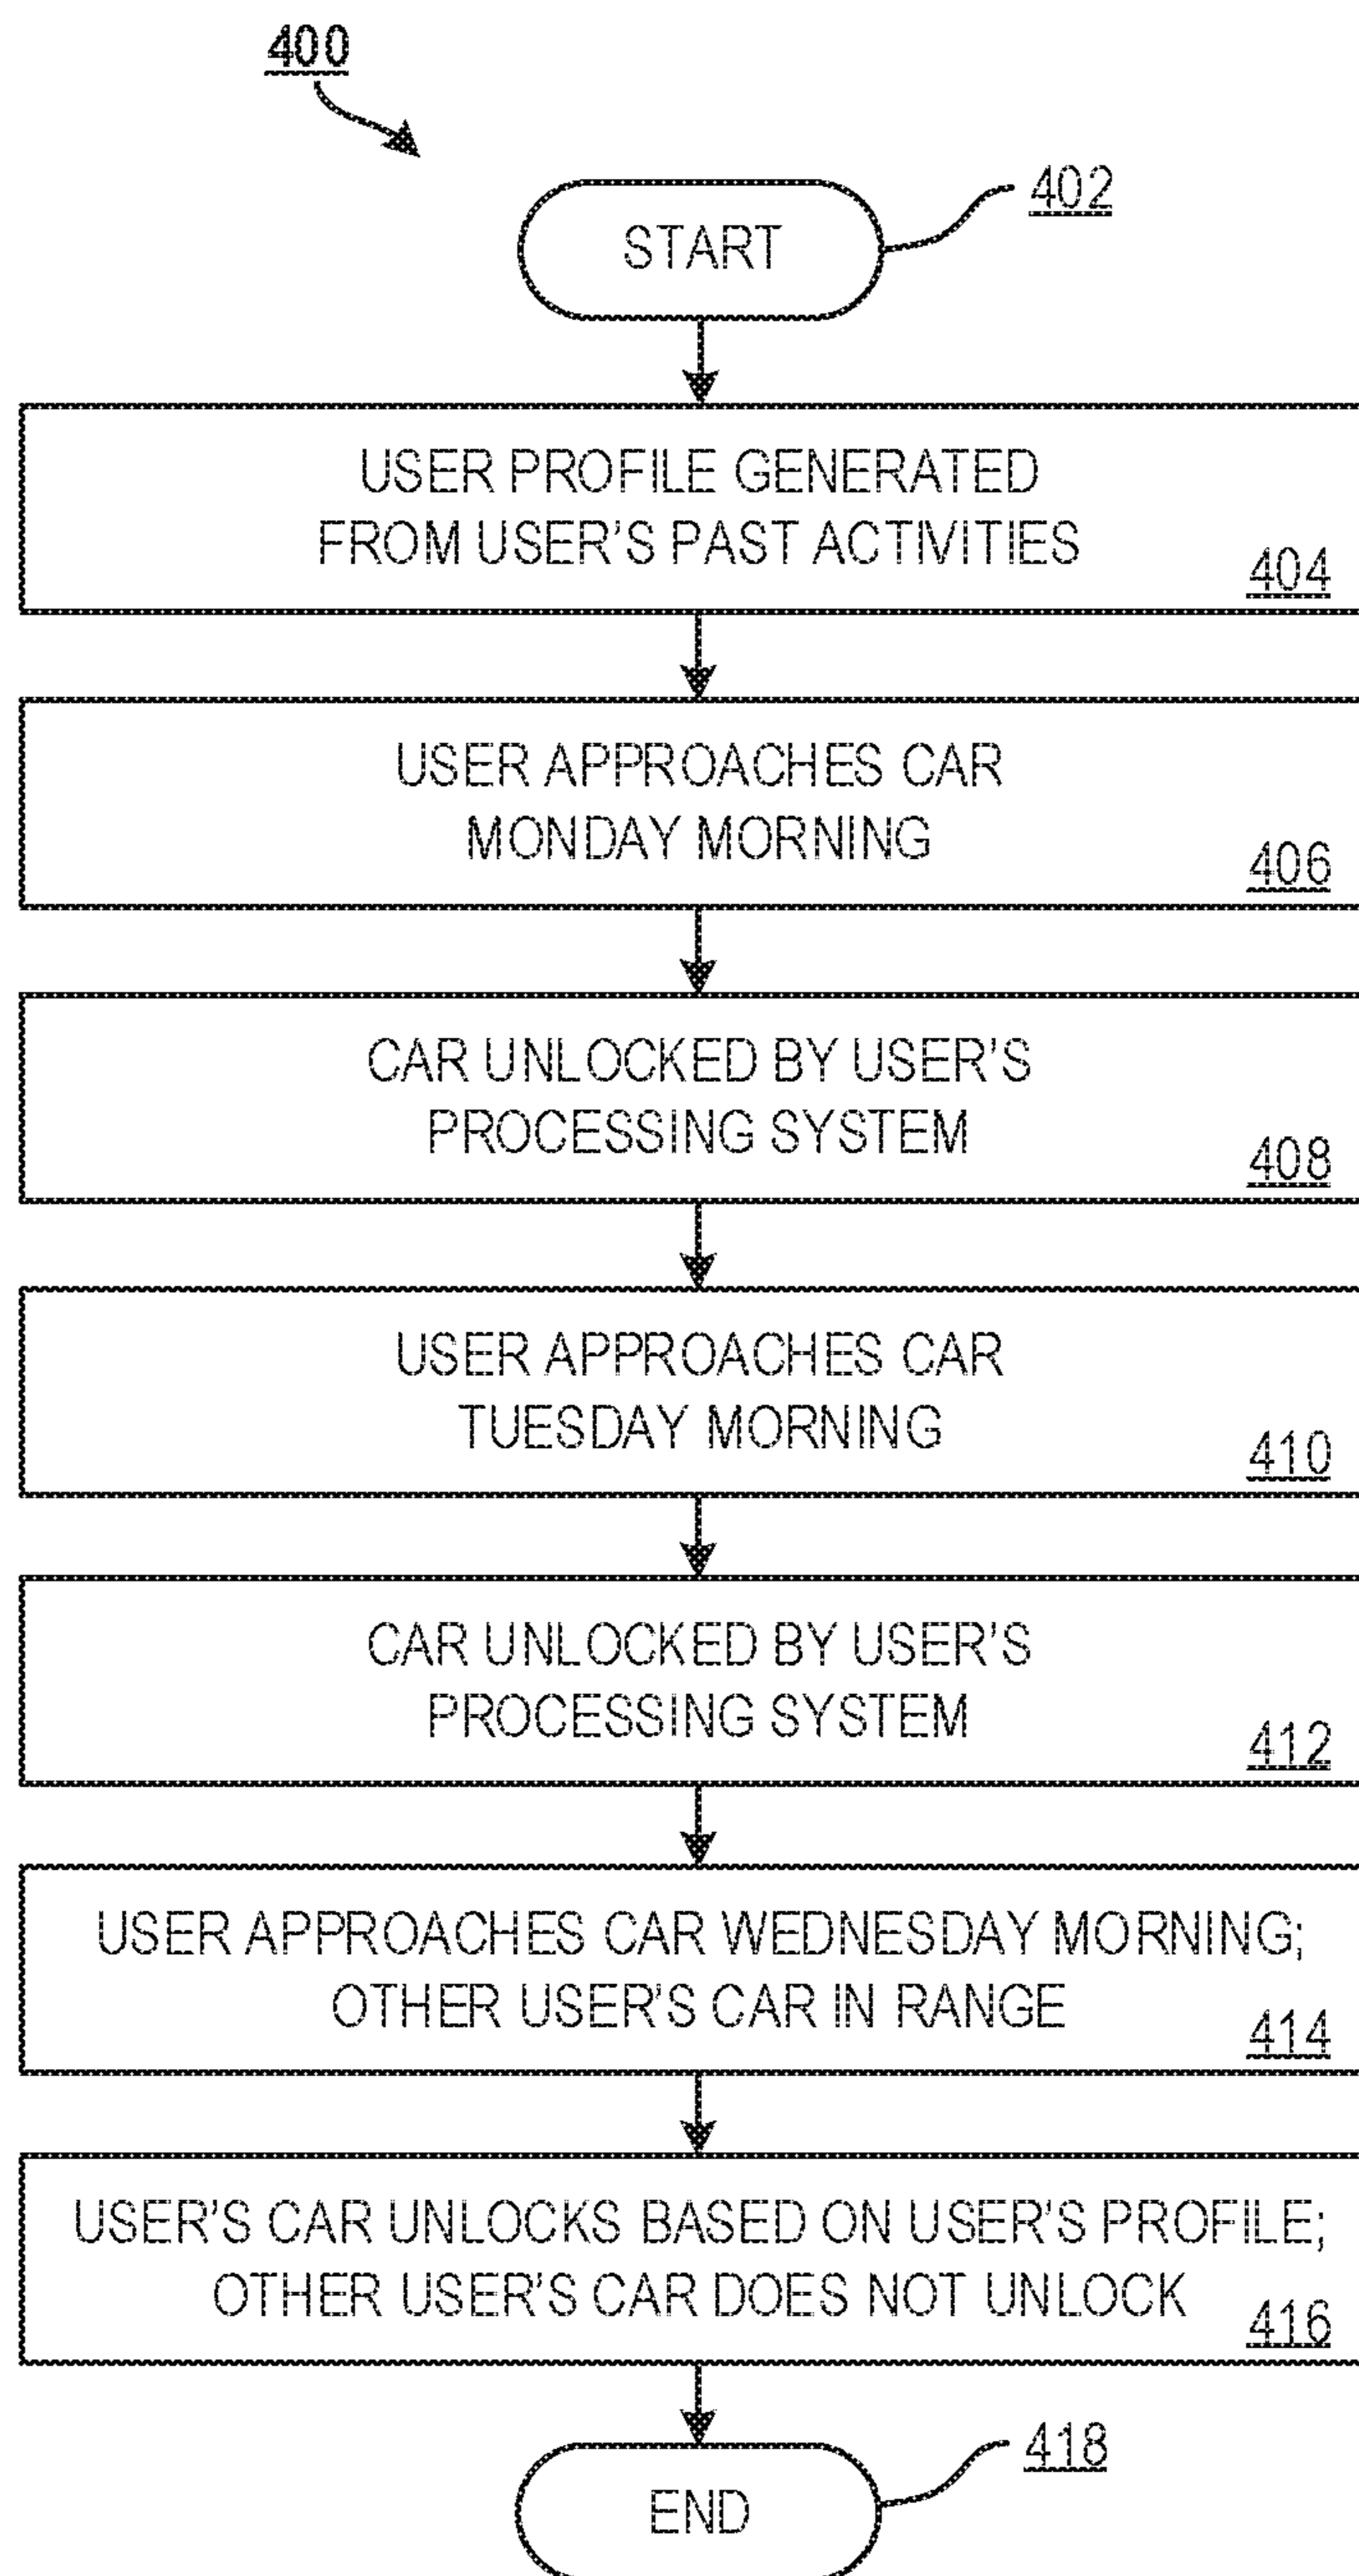 400
402
START
USER PROFILE GENERATED
FROM USER'S PAST ACTIVITIES
404
USER APPROACHES CAR
MONDAY MORNING
406
CAR UNLOCKED BY USER'S
PROCESSING SYSTEM
408
USER APPROACHES CAR
TUESDAY MORNING
410
CAR UNLOCKED BY USER'S
PROCESSING SYSTEM
412
USER APPROACHES CAR WEDNESDAY MORNING;
OTHER USER'S CAR IN RANGE
414
USER'S CAR UNLOCKS BASED ON USER'S PROFILE;
OTHER USER'S CAR DOES NOT UNLOCK
416
418
END